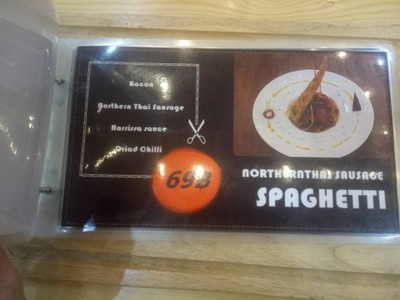 Bacon
Northern Thai Sausage
Harrissa sauce
Dried Chilli
69฿
NORTHERNTHAI SAUSAGE
SPAGHETTI